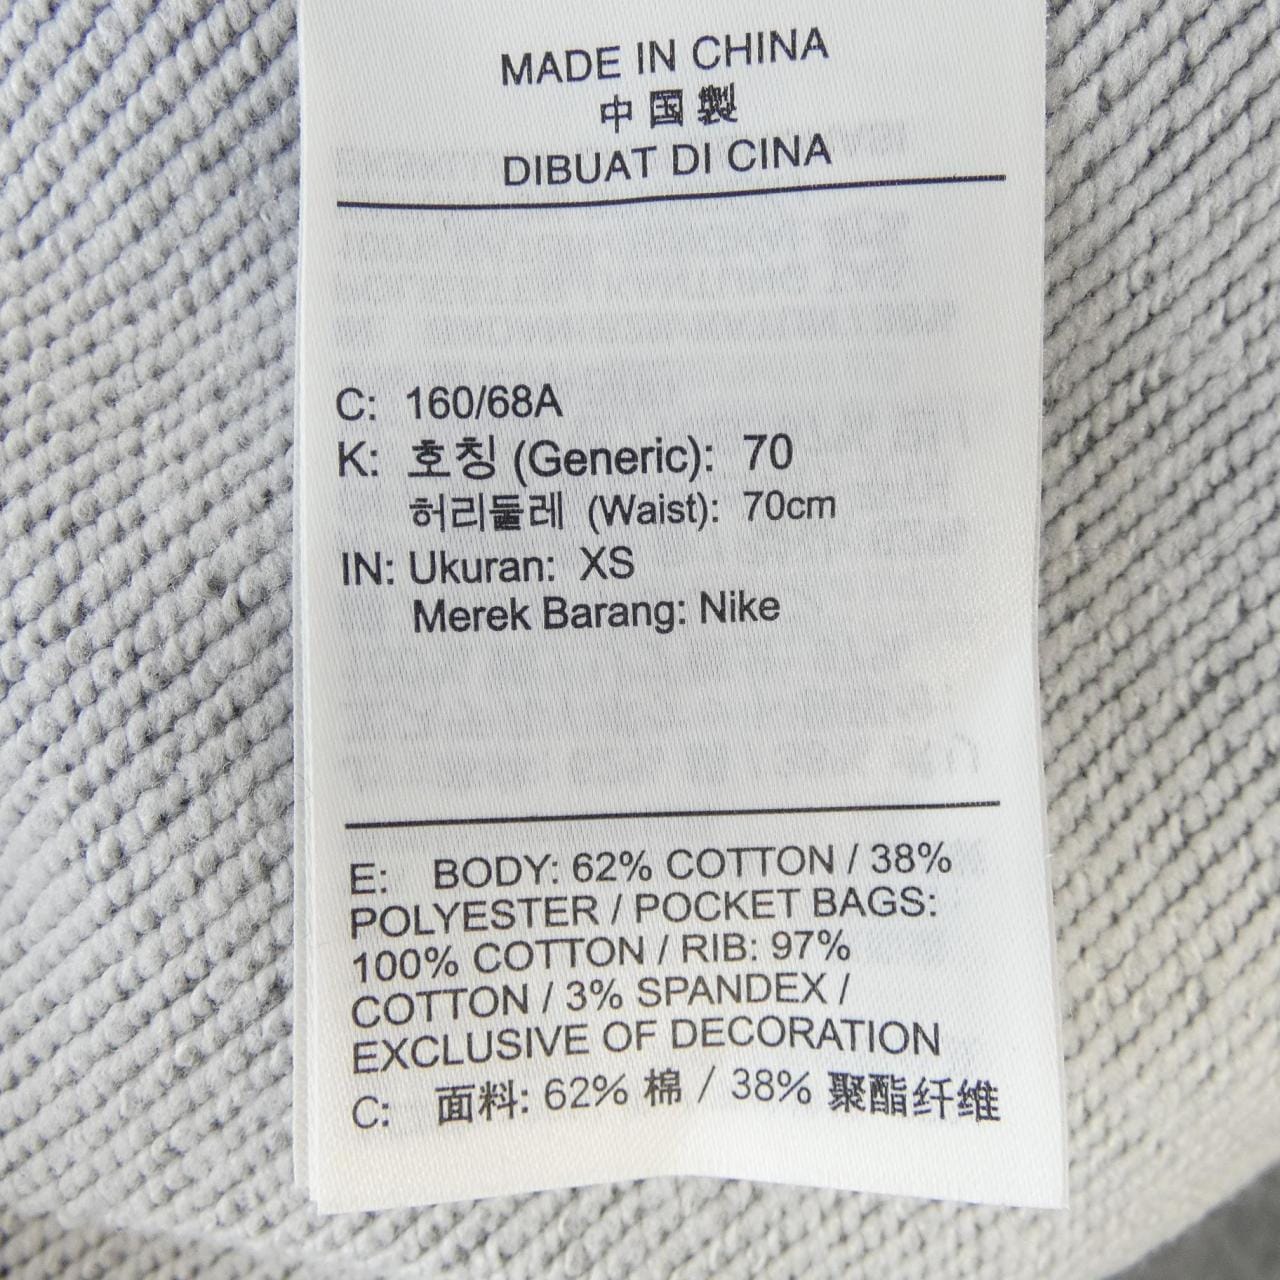 MADE IN CHINA
中国製
DIBUAT DI CINA
C: 160/68A
K: 호칭 (Generic): 70
허리둘레 (Waist): 70cm
IN: Ukuran: XS
Merek Barang: Nike
E: BODY: 62% COTTON / 38%
POLYESTER / POCKET BAGS:
100% COTTON / RIB: 97%
COTTON / 3% SPANDEX /
EXCLUSIVE OF DECORATION
C: 面料: 62% 棉 / 38% 聚酯纤维